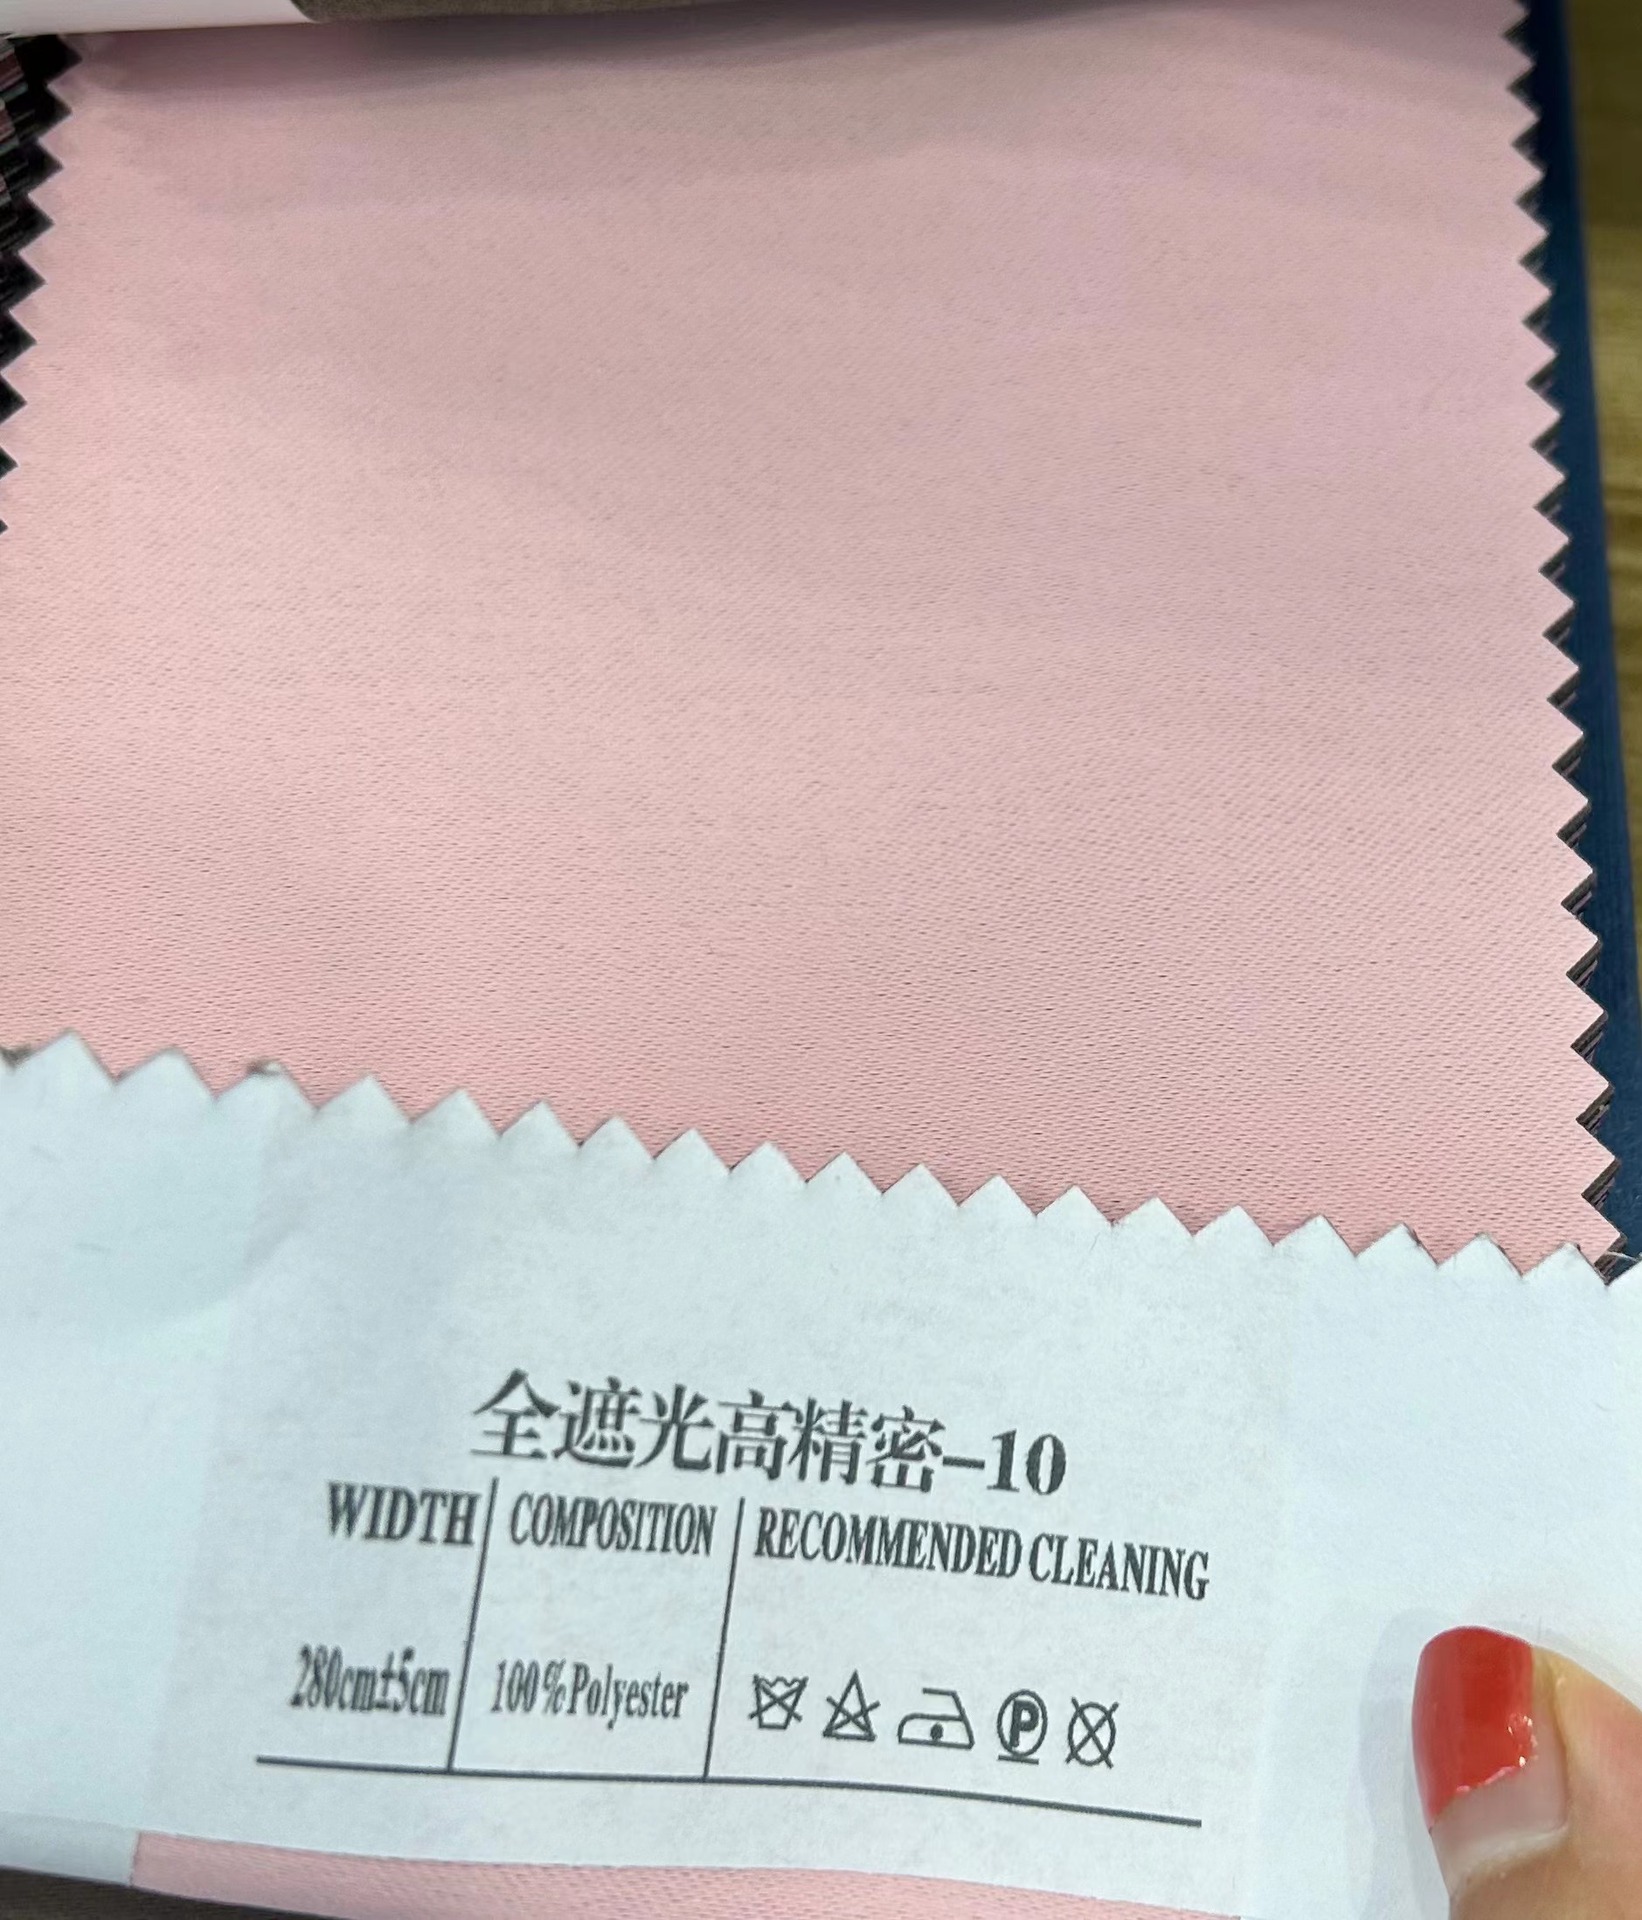 全遮光高精密-10
WIDTH COMPOSITION RECOMMENDED CLEANING
280cm±5cm 100%Polyester P